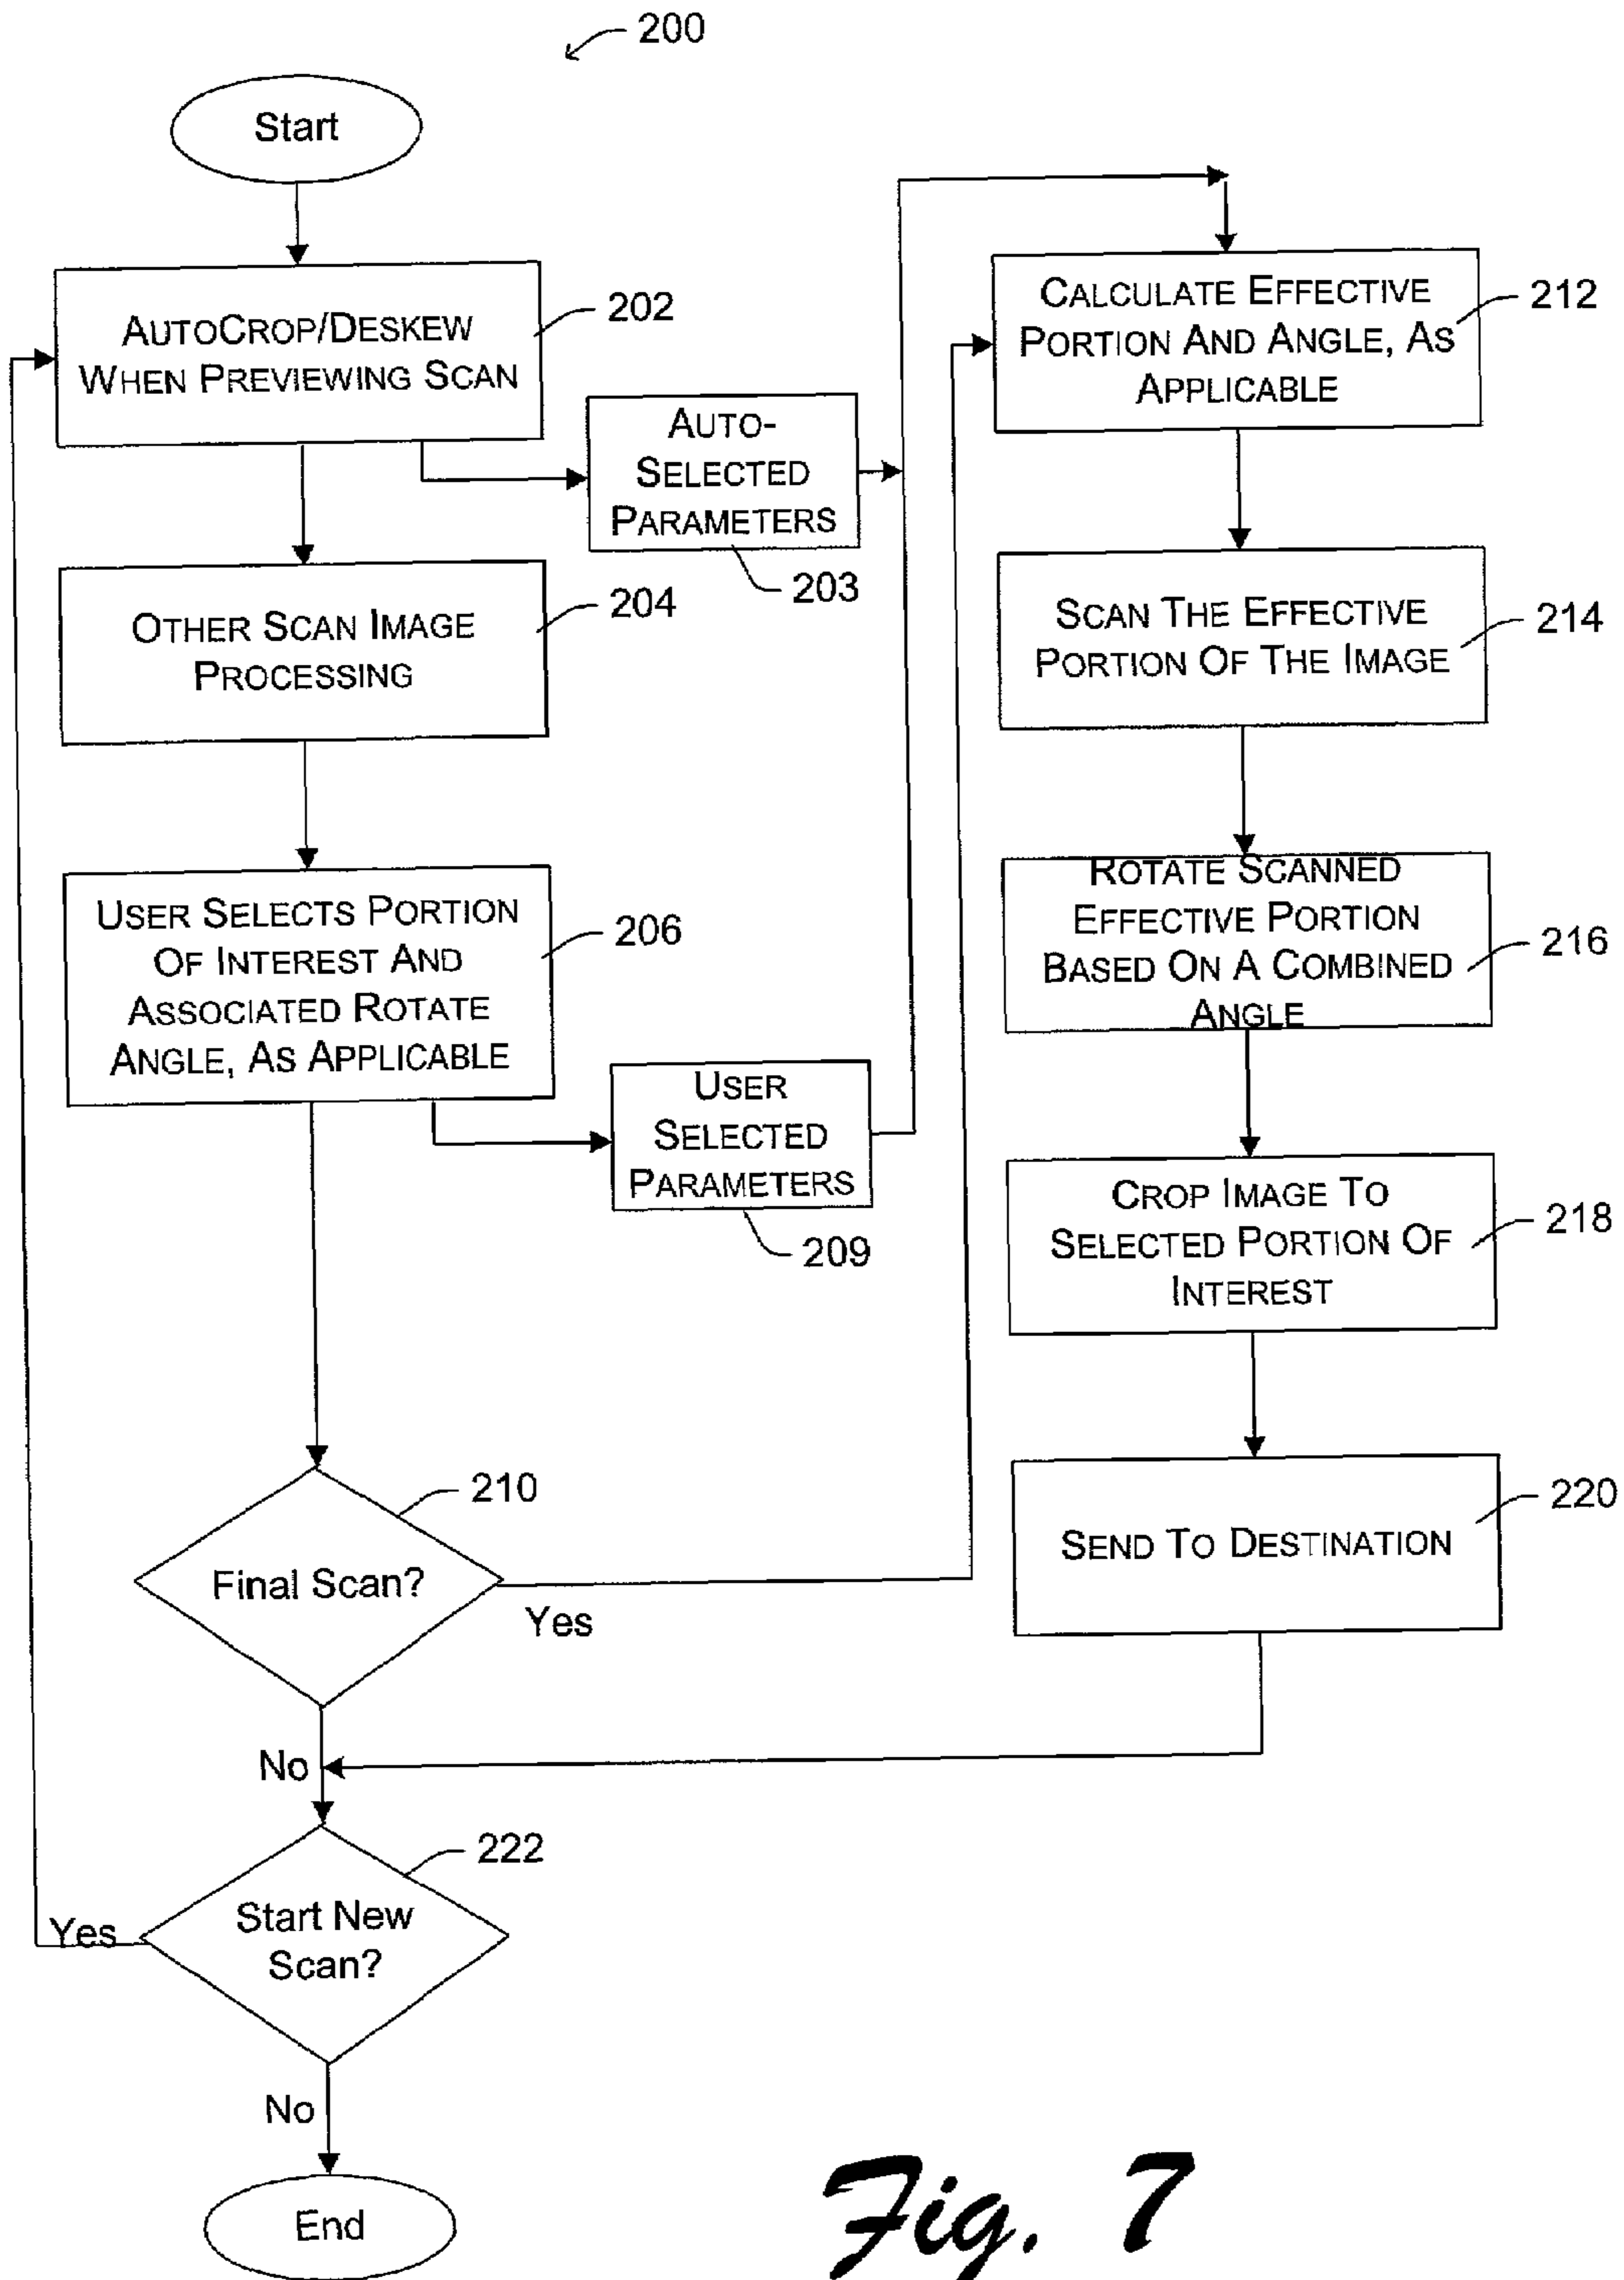 200
Start
AUTOCROP/DESKEW
WHEN PREVIEWING SCAN
202
AUTO-
SELECTED
PARAMETERS
203
OTHER SCAN IMAGE
PROCESSING
204
USER SELECTS PORTION
OF INTEREST AND
ASSOCIATED ROTATE
ANGLE, AS APPLICABLE
206
USER
SELECTED
PARAMETERS
209
Final Scan?
210
Yes
No
Start New
Scan?
222
Yes
No
End
CALCULATE EFFECTIVE
PORTION AND ANGLE, AS
APPLICABLE
212
SCAN THE EFFECTIVE
PORTION OF THE IMAGE
214
ROTATE SCANNED
EFFECTIVE PORTION
BASED ON A COMBINED
ANGLE
216
CROP IMAGE TO
SELECTED PORTION OF
INTEREST
218
SEND TO DESTINATION
220
Fig. 7